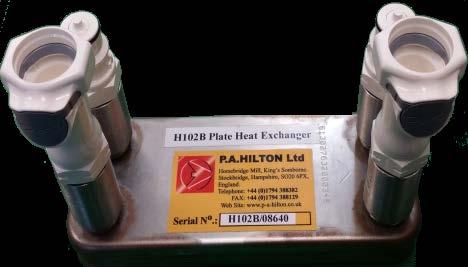 H102B Plate Heat Exchanger
P.A.HILTON Ltd
Horsebridge Mill, King's Somborne
Stockbridge, Hampshire, SO20 6PX,
England.
Telephone: +44 (0)1794 388382
FAX: +44 (0)1794 388129
Web Site: www.p-a-hilton.co.uk
Serial Nº.: H102B/08640